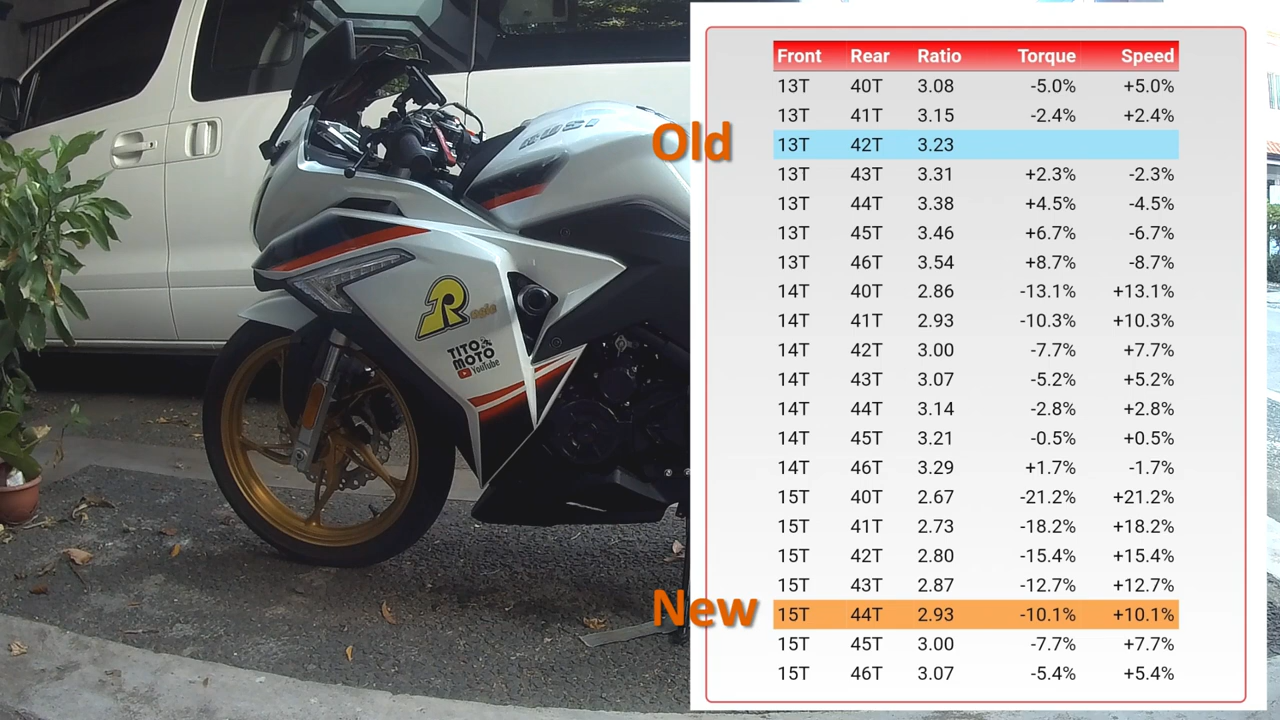 Front Rear Ratio Torque Speed
13T 40T 3.08 -5.0% +5.0%
13T 41T 3.15 -2.4% +2.4%
Old
13T 42T 3.23
13T 43T 3.31 +2.3% -2.3%
13T 44T 3.38 +4.5% -4.5%
13T 45T 3.46 +6.7% -6.7%
13T 46T 3.54 +8.7% -8.7%
14T 40T 2.86 -13.1% +13.1%
14T 41T 2.93 -10.3% +10.3%
14T 42T 3.00 -7.7% +7.7%
14T 43T 3.07 -5.2% +5.2%
14T 44T 3.14 -2.8% +2.8%
14T 45T 3.21 -0.5% +0.5%
14T 46T 3.29 +1.7% -1.7%
15T 40T 2.67 -21.2% +21.2%
15T 41T 2.73 -18.2% +18.2%
15T 42T 2.80 -15.4% +15.4%
15T 43T 2.87 -12.7% +12.7%
New
15T 44T 2.93 -10.1% +10.1%
15T 45T 3.00 -7.7% +7.7%
15T 46T 3.07 -5.4% +5.4%
RUSI
R
TITO
MOTO
YouTube